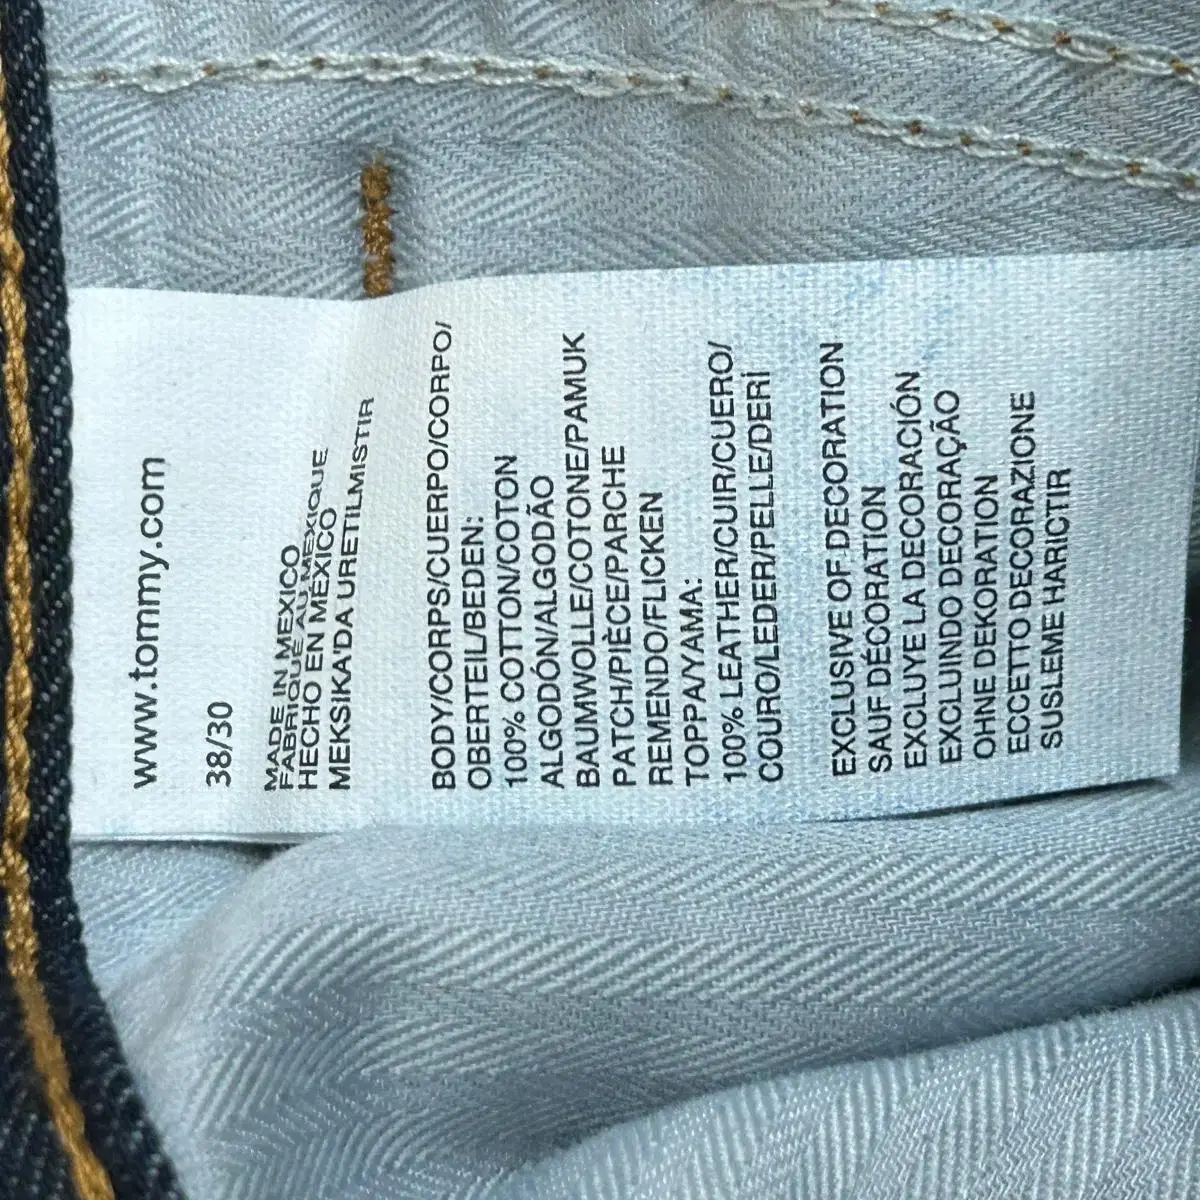 www.tommy.com
38/30
MADE IN MEXICO
FABRIQUÉ AU MEXIQUE
HECHO EN MÉXICO
MEKSIKA'DA URETILMISTIR
BODY/CORPS/CUERPO/CORPO/
OBERTEIL/BEDEN:
100% COTTON/COTON
ALGODÓN/ALGODÃO
BAUMWOLLE/COTONE/PAMUK
PATCH/PIÈCE/PARCHE
REMENDO/FLICKEN
TOPPA/YAMA:
100% LEATHER/CUIR/CUERO/
COURO/LEDER/PELLE/DERİ
EXCLUSIVE OF DECORATION
SAUF DÉCORATION
EXCLUYE LA DECORACIÓN
EXCLUINDO DECORAÇÃO
OHNE DEKORATION
ECCETTO DECORAZIONE
SUSLEME HARICTIR